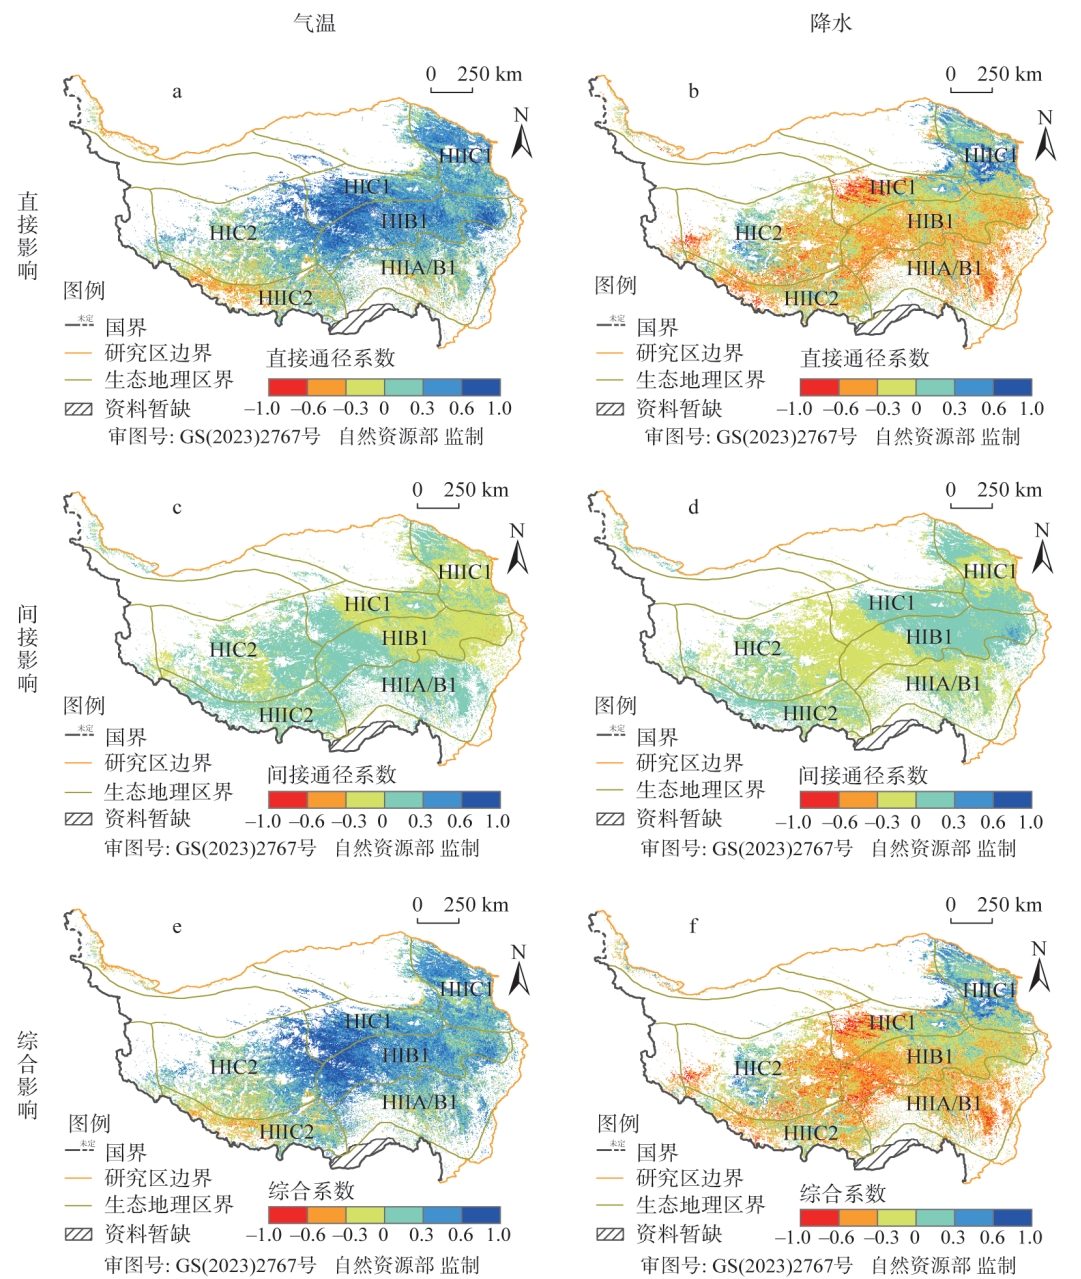 气温 降水
直接影响
a
0 250 km
N
HIIC1
HIC1
HIC2
HIB1
HIIA/B1
HIIC2
图例
未定
国界
研究区边界
生态地理区界
资料暂缺
直接通径系数
−1.0 −0.6 −0.3 0 0.3 0.6 1.0
审图号: GS(2023)2767号 自然资源部 监制
b
0 250 km
N
HIIC1
HIC1
HIC2
HIB1
HIIA/B1
HIIC2
图例
未定
国界
研究区边界
生态地理区界
资料暂缺
直接通径系数
−1.0 −0.6 −0.3 0 0.3 0.6 1.0
审图号: GS(2023)2767号 自然资源部 监制
间接影响
c
0 250 km
N
HIIC1
HIC1
HIC2
HIB1
HIIA/B1
HIIC2
图例
未定
国界
研究区边界
生态地理区界
资料暂缺
间接通径系数
−1.0 −0.6 −0.3 0 0.3 0.6 1.0
审图号: GS(2023)2767号 自然资源部 监制
d
0 250 km
N
HIIC1
HIC1
HIC2
HIB1
HIIA/B1
HIIC2
图例
未定
国界
研究区边界
生态地理区界
资料暂缺
间接通径系数
−1.0 −0.6 −0.3 0 0.3 0.6 1.0
审图号: GS(2023)2767号 自然资源部 监制
综合影响
e
0 250 km
N
HIIC1
HIC1
HIC2
HIB1
HIIA/B1
HIIC2
图例
未定
国界
研究区边界
生态地理区界
资料暂缺
综合系数
−1.0 −0.6 −0.3 0 0.3 0.6 1.0
审图号: GS(2023)2767号 自然资源部 监制
f
0 250 km
N
HIIC1
HIC1
HIC2
HIB1
HIIA/B1
HIIC2
图例
未定
国界
研究区边界
生态地理区界
资料暂缺
综合系数
−1.0 −0.6 −0.3 0 0.3 0.6 1.0
审图号: GS(2023)2767号 自然资源部 监制